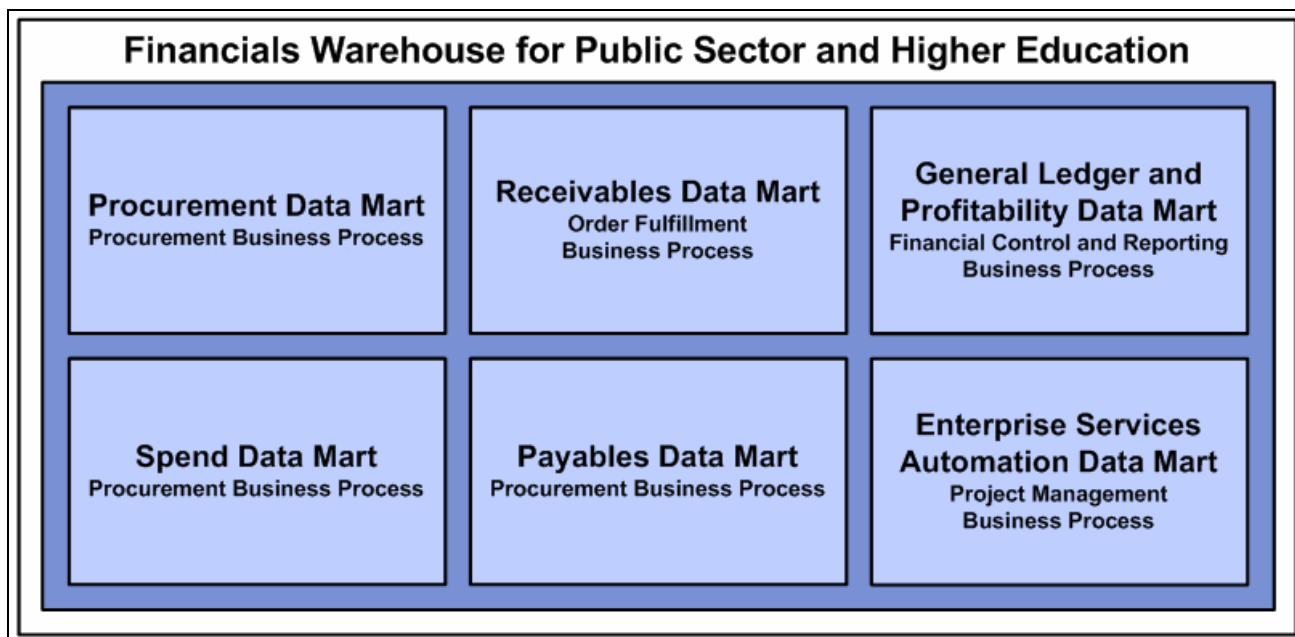 Financials Warehouse for Public Sector and Higher Education
Procurement Data Mart
Procurement Business Process
Receivables Data Mart
Order Fulfillment
Business Process
General Ledger and
Profitability Data Mart
Financial Control and Reporting
Business Process
Spend Data Mart
Procurement Business Process
Payables Data Mart
Procurement Business Process
Enterprise Services
Automation Data Mart
Project Management
Business Process